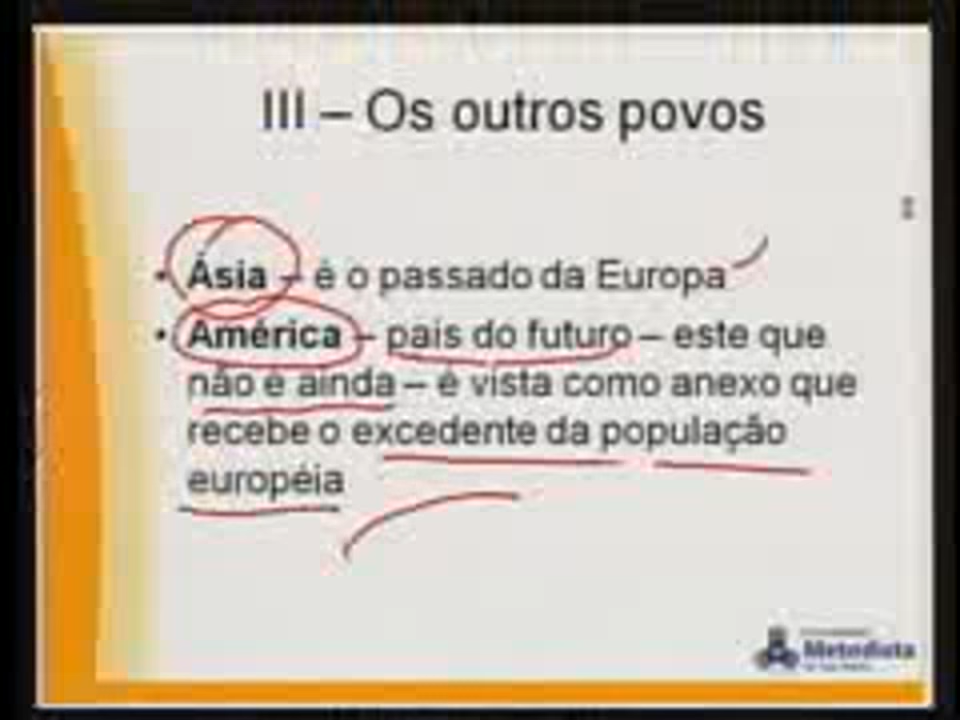 III – Os outros povos
• Ásia – é o passado da Europa
• América – país do futuro – este que
não é ainda – é vista como anexo que
recebe o excedente da população
européia
Metodista